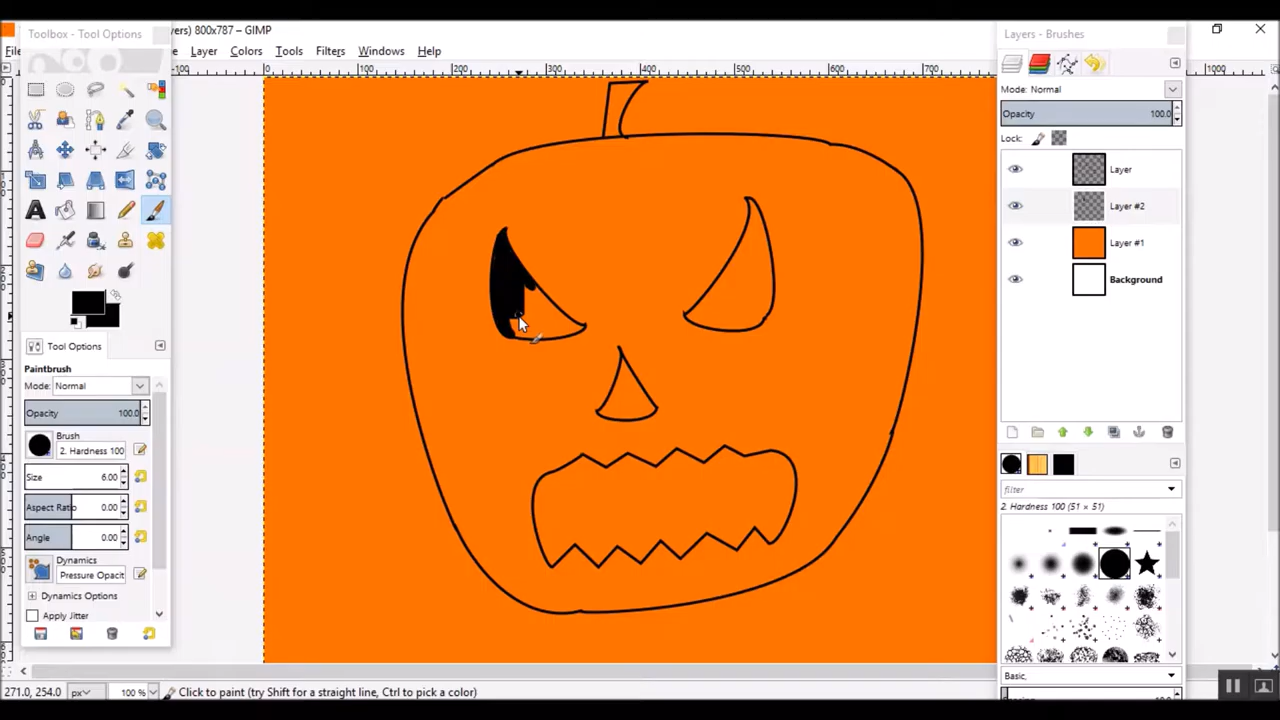 Toolbox - Tool Options
ers) 800x787 – GIMP
Layers - Brushes
Layer Colors Tools Filters Windows Help
-100 100 200 300 400 500 600 700 1000
Mode: Normal
Opacity 100.0
Lock:
Layer
Layer #2
Layer #1
Background
Tool Options
Paintbrush
Mode: Normal
Opacity 100.0
Brush
2. Hardness 100
Size 6.00
Aspect Ratio 0.00
Angle 0.00
Dynamics
Pressure Opacit
Dynamics Options
Apply Jitter
filter
2. Hardness 100 (51 × 51)
Basic,
271.0, 254.0 px 100 % Click to paint (try Shift for a straight line, Ctrl to pick a color)